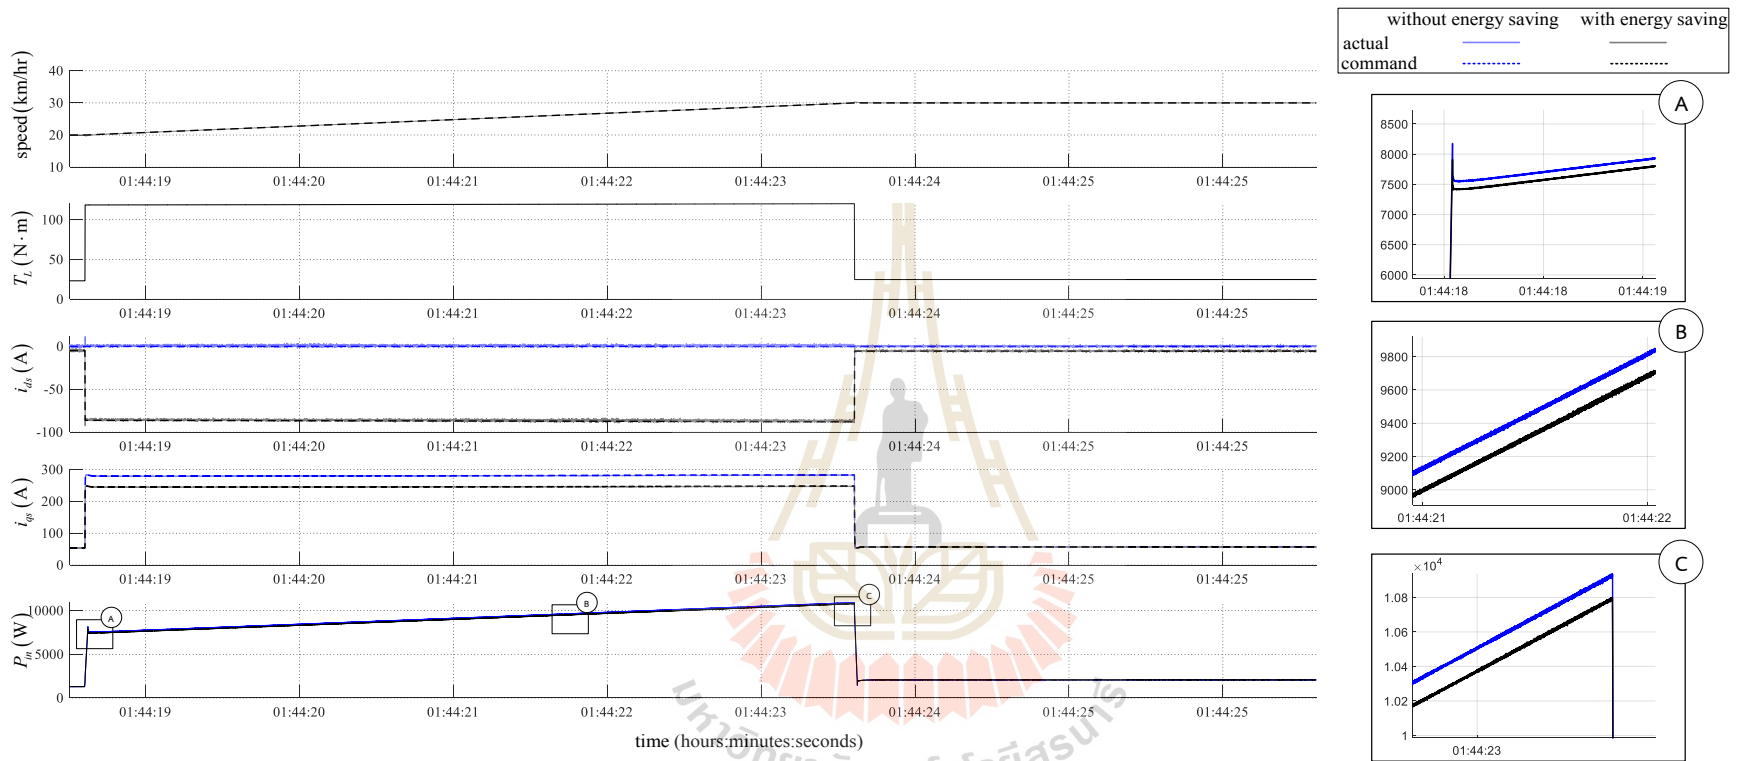 without energy saving with energy saving
actual
command
speed (km/hr)
40
30
20
10
01:44:19 01:44:20 01:44:21 01:44:22 01:44:23 01:44:24 01:44:25 01:44:25
T_L (N·m)
100
50
0
01:44:19 01:44:20 01:44:21 01:44:22 01:44:23 01:44:24 01:44:25 01:44:25
i_ds (A)
0
-50
-100
01:44:19 01:44:20 01:44:21 01:44:22 01:44:23 01:44:24 01:44:25 01:44:25
i_qs (A)
300
200
100
0
01:44:19 01:44:20 01:44:21 01:44:22 01:44:23 01:44:24 01:44:25 01:44:25
P_in (W)
10000
5000
0
A
B
C
01:44:19 01:44:20 01:44:21 01:44:22 01:44:23 01:44:24 01:44:25 01:44:25
time (hours:minutes:seconds)
A
8500
8000
7500
7000
6500
6000
01:44:18 01:44:18 01:44:19
B
9800
9600
9400
9200
9000
01:44:21 01:44:22
C
×10⁴
1.08
1.06
1.04
1.02
1
01:44:23